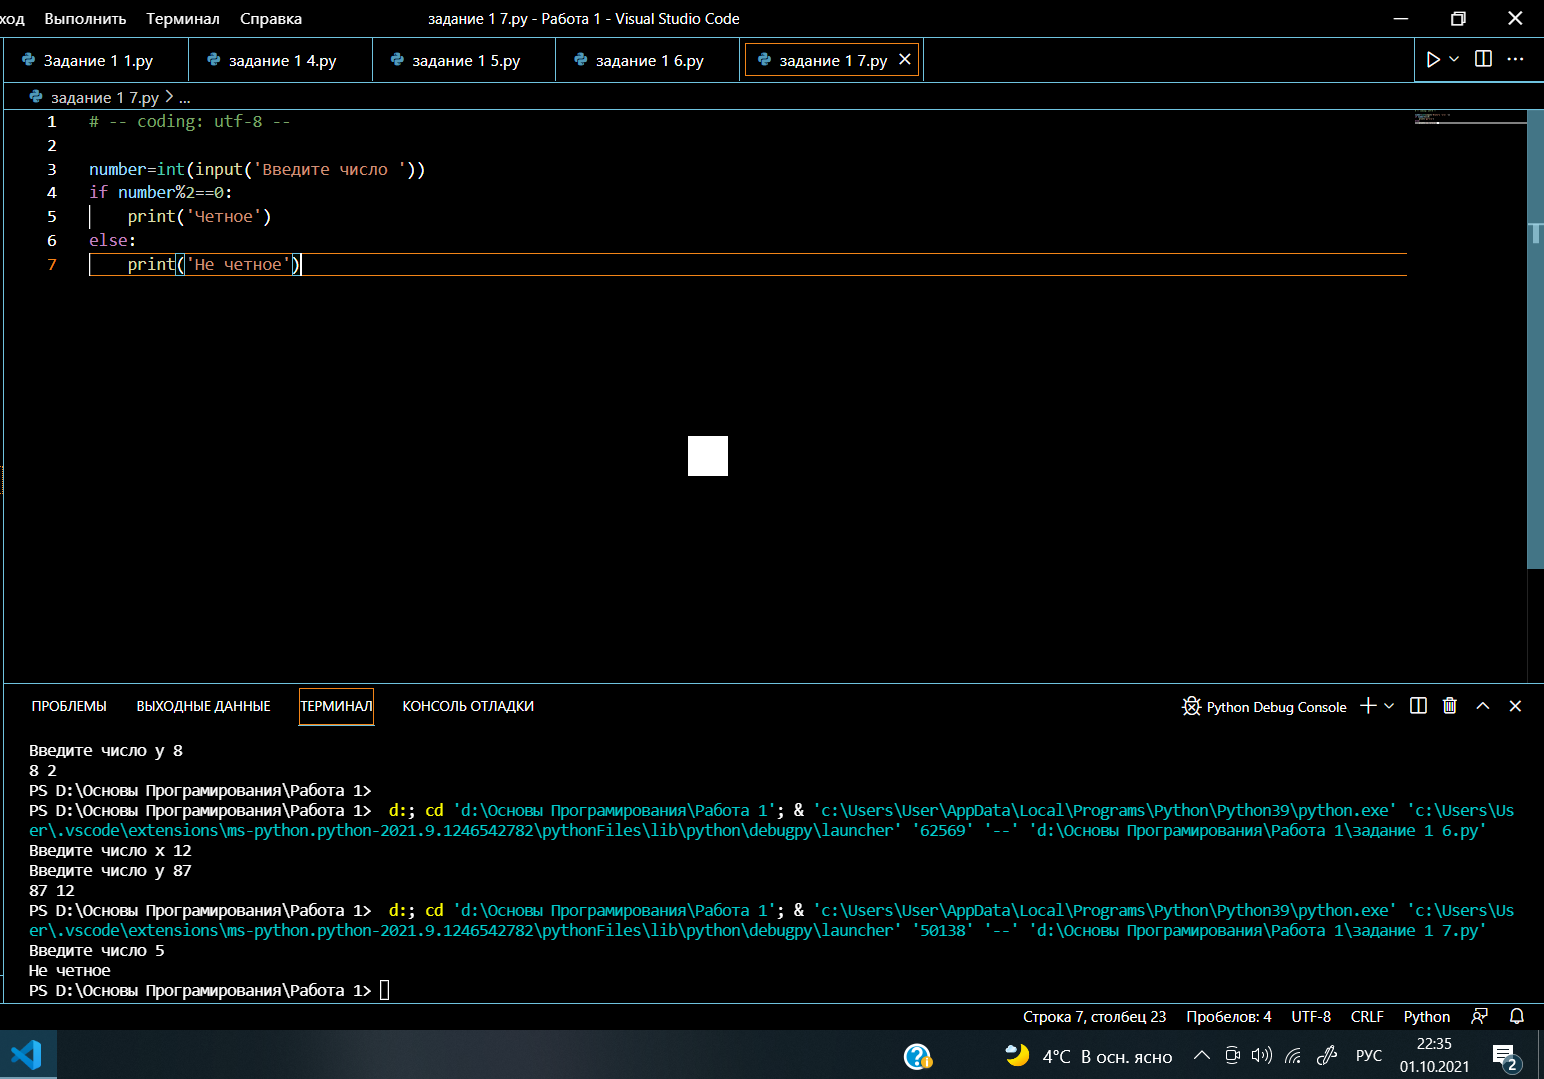 ход Выполнить Терминал Справка задание 1 7.py - Работа 1 - Visual Studio Code
Задание 1 1.py задание 1 4.py задание 1 5.py задание 1 6.py задание 1 7.py
задание 1 7.py > ...
1 # -- coding: utf-8 --
2
3 number=int(input('Введите число '))
4 if number%2==0:
5 print('Четное')
6 else:
7 print('Не четное')
ПРОБЛЕМЫ ВЫХОДНЫЕ ДАННЫЕ ТЕРМИНАЛ КОНСОЛЬ ОТЛАДКИ Python Debug Console
Введите число y 8
8 2
PS D:\Основы Програмирования\Работа 1>
PS D:\Основы Програмирования\Работа 1> d:; cd 'd:\Основы Програмирования\Работа 1'; & 'c:\Users\User\AppData\Local\Programs\Python\Python39\python.exe' 'c:\Users\Us
er\.vscode\extensions\ms-python.python-2021.9.1246542782\pythonFiles\lib\python\debugpy\launcher' '62569' '--' 'd:\Основы Програмирования\Работа 1\задание 1 6.py'
Введите число x 12
Введите число y 87
87 12
PS D:\Основы Програмирования\Работа 1> d:; cd 'd:\Основы Програмирования\Работа 1'; & 'c:\Users\User\AppData\Local\Programs\Python\Python39\python.exe' 'c:\Users\Us
er\.vscode\extensions\ms-python.python-2021.9.1246542782\pythonFiles\lib\python\debugpy\launcher' '50138' '--' 'd:\Основы Програмирования\Работа 1\задание 1 7.py'
Введите число 5
Не четное
PS D:\Основы Програмирования\Работа 1>
Строка 7, столбец 23 Пробелов: 4 UTF-8 CRLF Python
4°C В осн. ясно РУС 22:35
01.10.2021 2